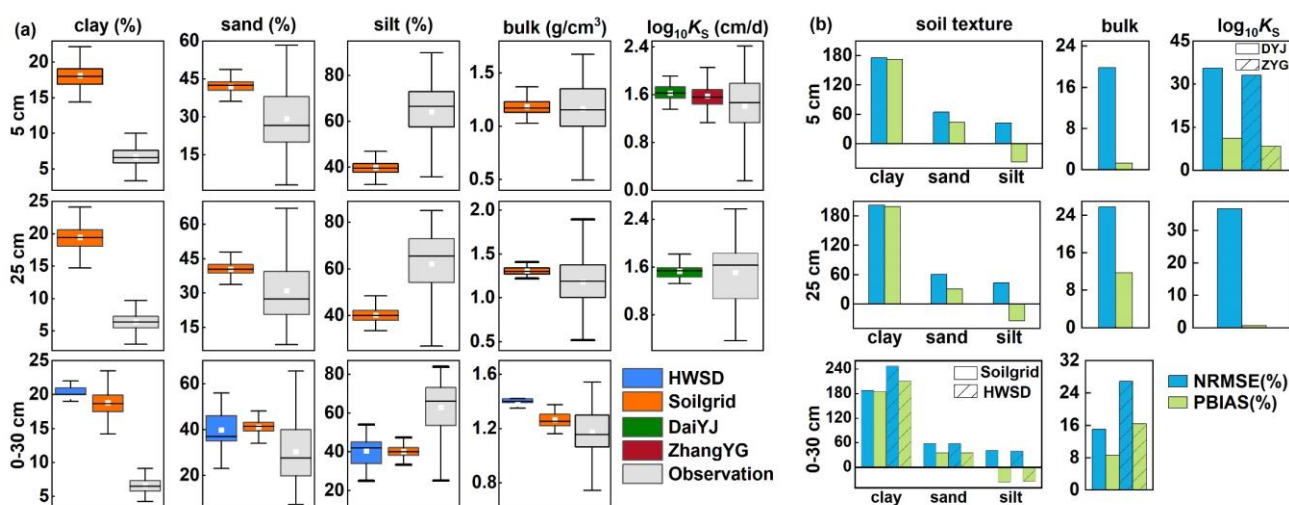 (a)
clay (%) sand (%) silt (%) bulk (g/cm³) log₁₀Kₛ (cm/d)
5 cm
20 15 10 5
60 45 30 15
80 60 40
1.5 1.0 0.5
2.4 1.6 0.8 0.0
25 cm
25 20 15 10 5
60 45 30 15
80 60 40
2.0 1.5 1.0 0.5
2.4 1.6 0.8
0-30 cm
25 20 15 10 5
60 40 20
80 60 40 20
1.6 1.2 0.8
HWSD
Soilgrid
DaiYJ
ZhangYG
Observation
(b)
soil texture bulk log₁₀Kₛ
5 cm
180 120 60 0
clay sand silt
24 16 8 0
45 30 15 0
DYJ
ZYG
25 cm
180 120 60 0
clay sand silt
24 16 8 0
30 20 10 0
0-30 cm
240 180 120 60 0
clay sand silt
Soilgrid
HWSD
32 24 16 8 0
NRMSE(%)
PBIAS(%)